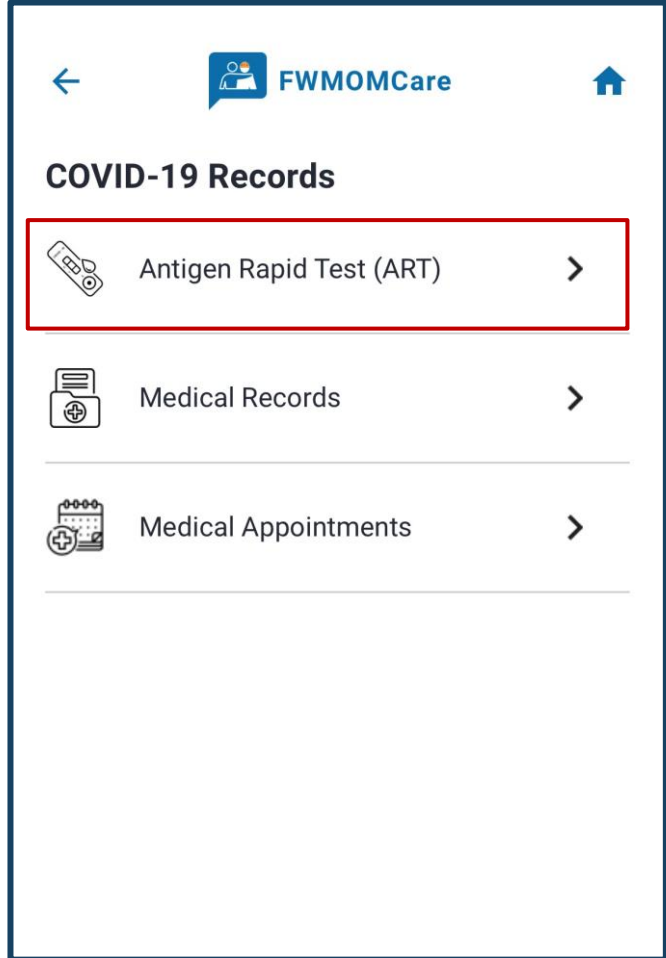 FWMOMCare
COVID-19 Records
Antigen Rapid Test (ART)
Medical Records
Medical Appointments